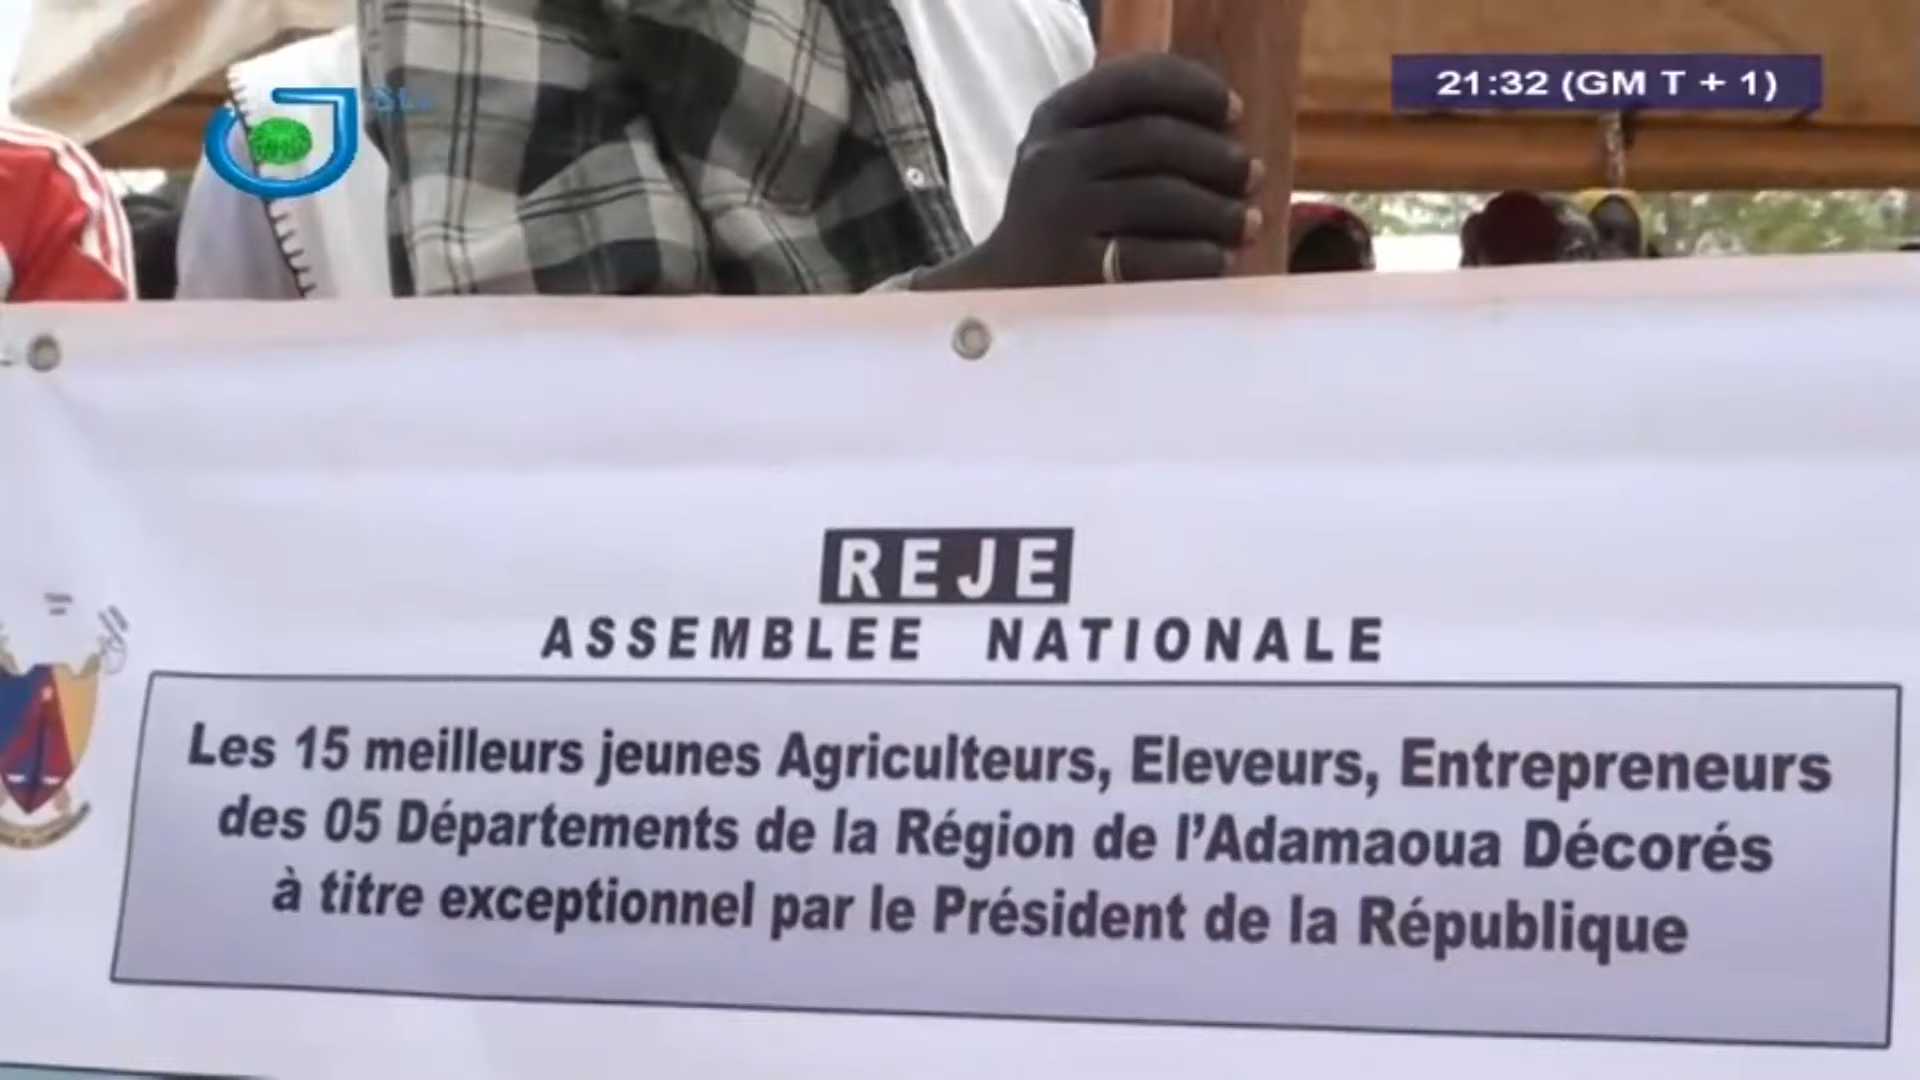 21:32 (GM T + 1)
REJE
ASSEMBLEE NATIONALE
Les 15 meilleurs jeunes Agriculteurs, Eleveurs, Entrepreneurs
des 05 Départements de la Région de l'Adamaoua Décorés
à titre exceptionnel par le Président de la République